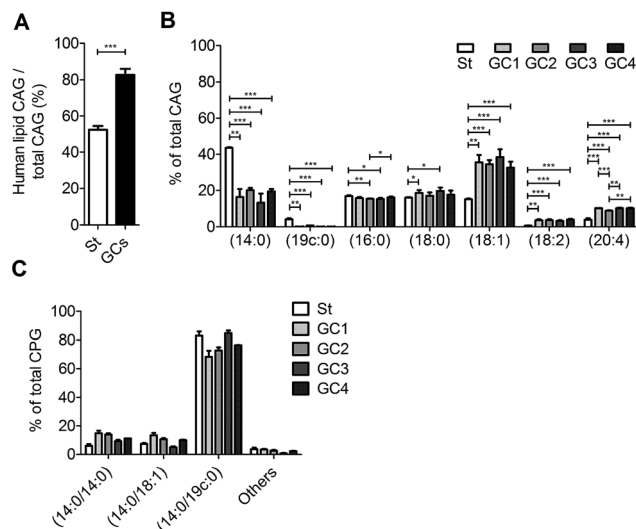 A
Human lipid CAG /
total CAG (%)
100
80
60
40
20
0
***
St
GCs
B
St GC1 GC2 GC3 GC4
% of total CAG
100
80
60
40
20
0
***
***
***
**
***
***
***
**
*
*
**
*
*
***
***
***
**
***
***
***
**
***
***
***
***
**
**
(14:0) (19c:0) (16:0) (18:0) (18:1) (18:2) (20:4)
C
% of total CPG
100
80
60
40
20
0
St
GC1
GC2
GC3
GC4
(14:0/14:0)
(14:0/18:1)
(14:0/19c:0)
Others